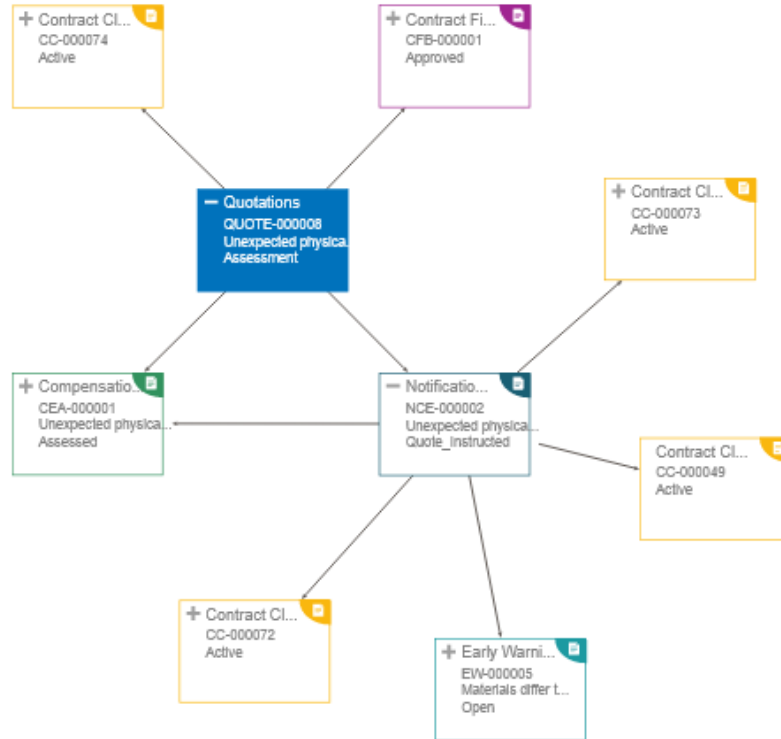 Contract Cl...
CC-000074
Active
Contract Fi...
CFB-000001
Approved
Quotations
QUOTE-000008
Unexpected physica...
Assessment
Contract Cl...
CC-000073
Active
Compensatio...
CEA-000001
Unexpected physica...
Assessed
Notificatio...
NCE-000002
Unexpected physica...
Quote_Instructed
Contract Cl...
CC-000049
Active
Contract Cl...
CC-000072
Active
Early Warni...
EW-000005
Materials differ t...
Open